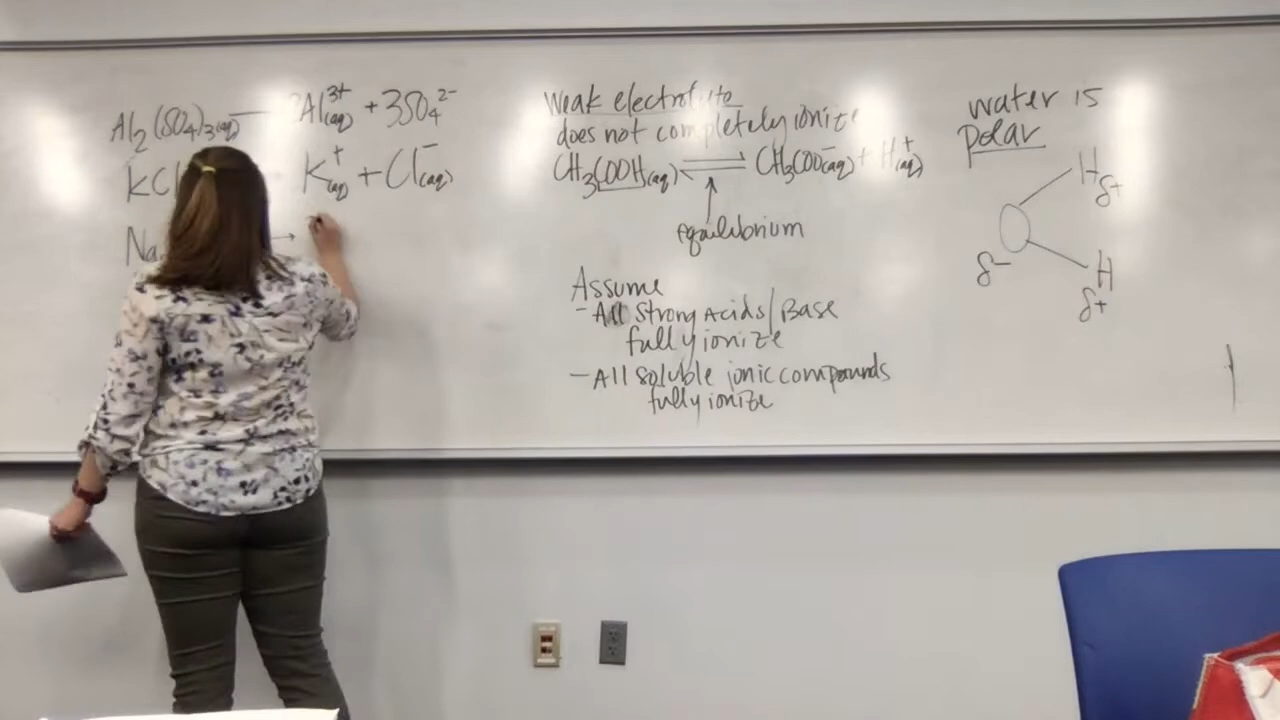 Al₂(SO₄)₃(aq) — 2Al³⁺(aq) + 3SO₄²⁻
KCl K⁺(aq) + Cl⁻(aq)
Na →
Weak electrolyte
does not completely ionize
CH₃COOH(aq) ⇌ CH₃COO⁻(aq) + H⁺(aq)
↑
equilibrium
Assume
- All Strong Acids/Base
fully ionize
- All soluble ionic compounds
fully ionize
water is
polar
H
δ+
O
δ-
H
δ+